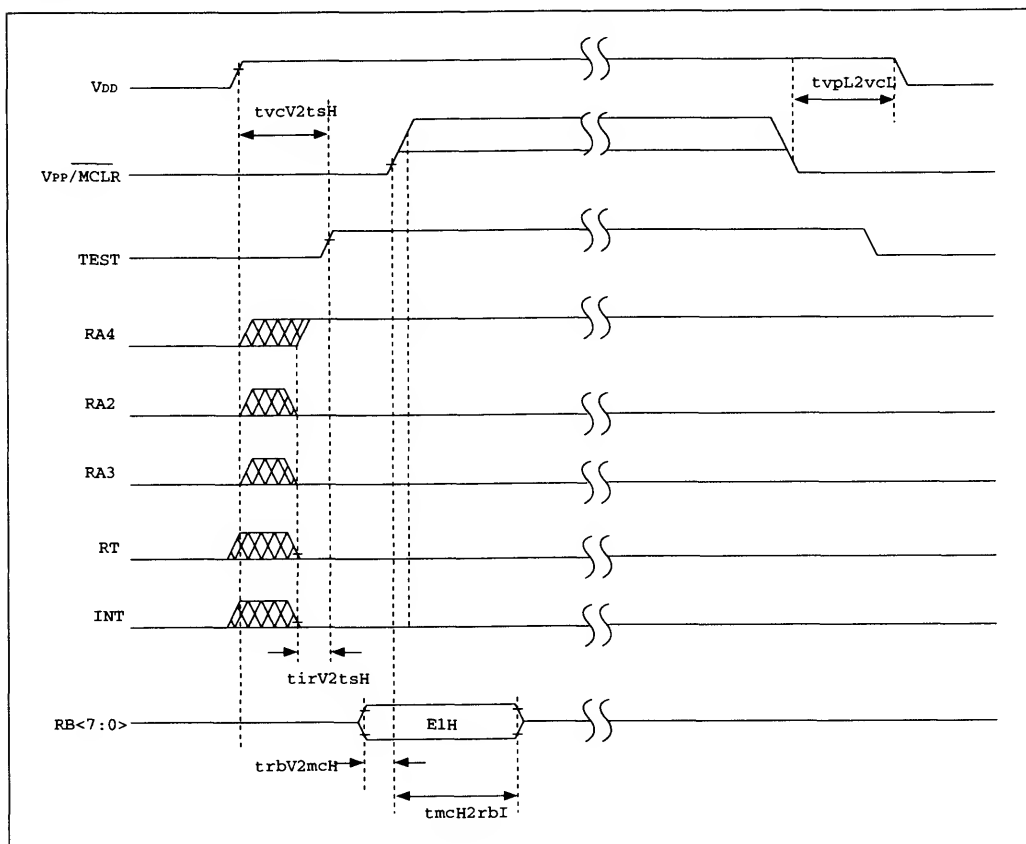 VDD
tvpL2vcL
tvcV2tsH
VPP/MCLR
TEST
RA4
RA2
RA3
RT
INT
tirV2tsH
RB<7:0>
E1H
trbV2mcH
tmcH2rbI